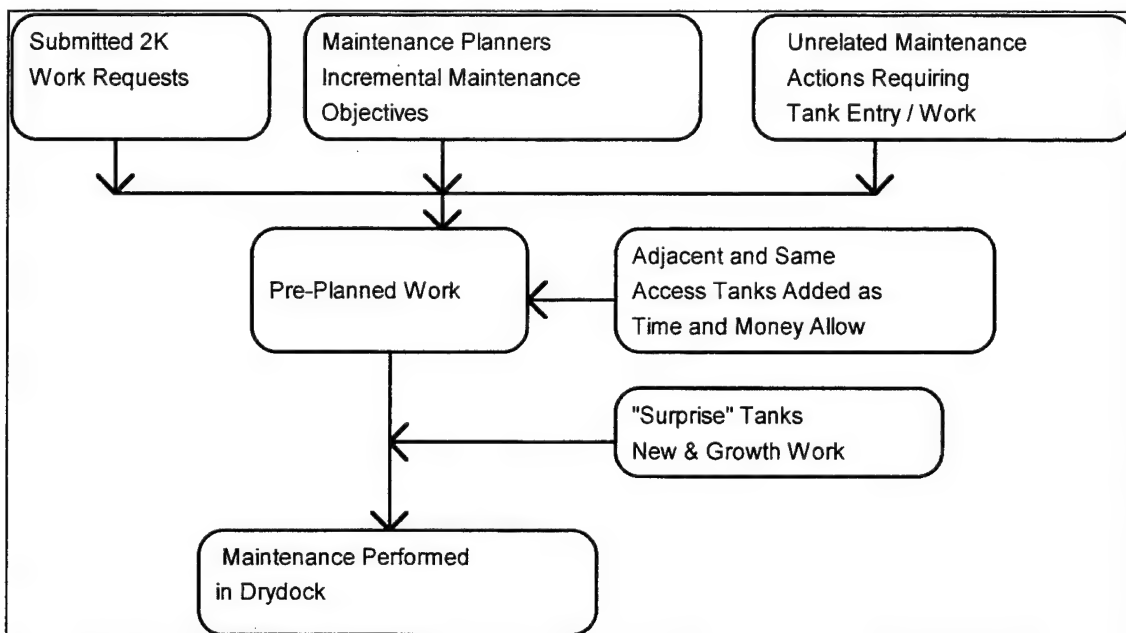 Submitted 2K
Work Requests
Maintenance Planners
Incremental Maintenance
Objectives
Unrelated Maintenance
Actions Requiring
Tank Entry / Work
Pre-Planned Work
Adjacent and Same
Access Tanks Added as
Time and Money Allow
"Surprise" Tanks
New & Growth Work
Maintenance Performed
in Drydock